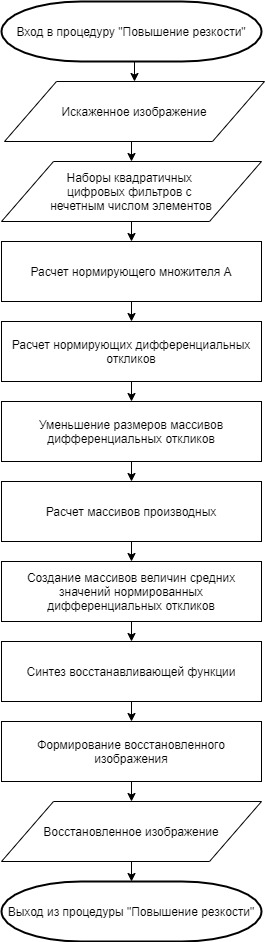 Вход в процедуру "Повышение резкости"
Искаженное изображение
Наборы квадратичных
цифровых фильтров с
нечетным числом элементов
Расчет нормирующего множителя А
Расчет нормирующих дифференциальных
откликов
Уменьшение размеров массивов
дифференциальных откликов
Расчет массивов производных
Создание массивов величин средних
значений нормированных
дифференциальных откликов
Синтез восстанавливающей функции
Формирование восстановленного
изображения
Восстановленное изображение
Выход из процедуры "Повышение резкости"